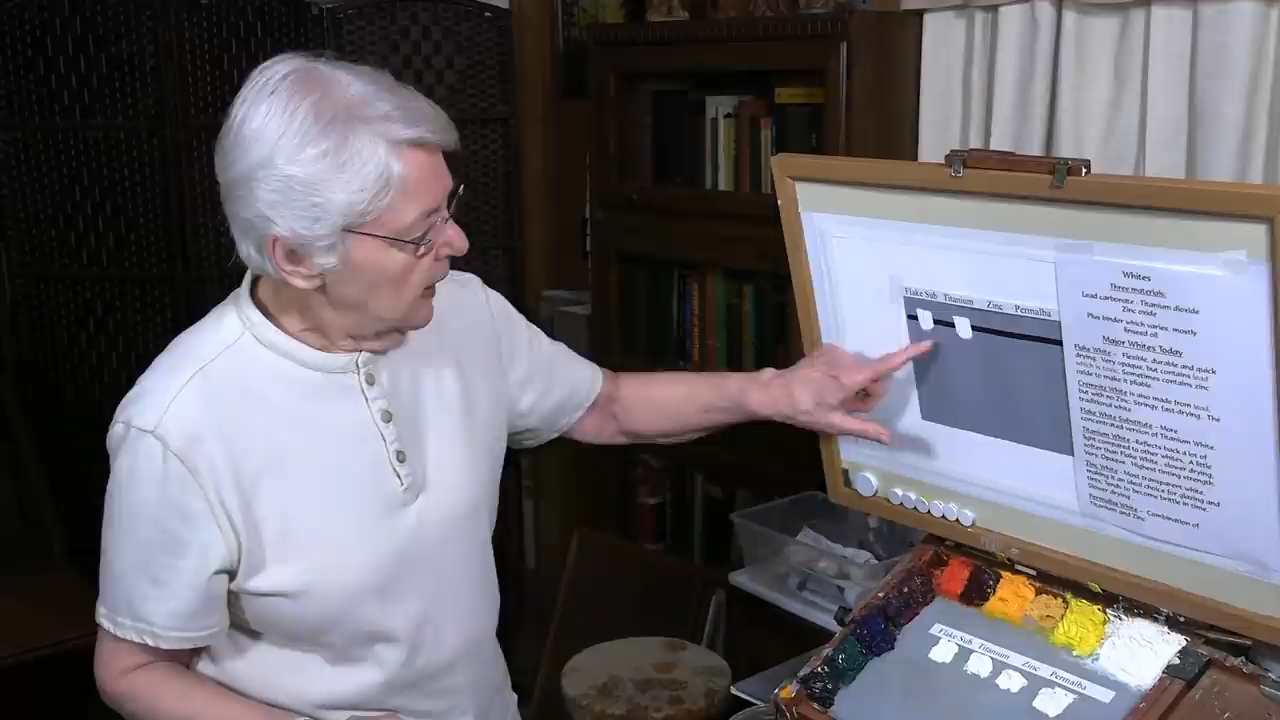 Flake Sub Titanium Zinc Permalba
Whites
Three materials:
Lead carbonate - Titanium dioxide
Zinc oxide
Plus binder which varies, mostly
linseed oil
Major Whites Today
Flake White - Flexible, durable and quick
drying. Very opaque, but contains lead
which is toxic. Sometimes contains zinc
oxide to make it pliable
Cremnite White is also made from lead,
but with no Zinc. Stringy, fast-drying. The
traditional white
Flake White Substitute - More
concentrated version of Titanium White.
Titanium White - Reflects back a lot of
light compared to other whites. A little
softer than Flake White, slower drying.
Very Opaque. Highest tinting strength.
Zinc White - Most transparent white,
making it an ideal choice for glazing and
tints, tends to become brittle in time.
Slower drying
Permalba White - Combination of
Titanium and Zinc
Flake Sub Titanium Zinc Permalba